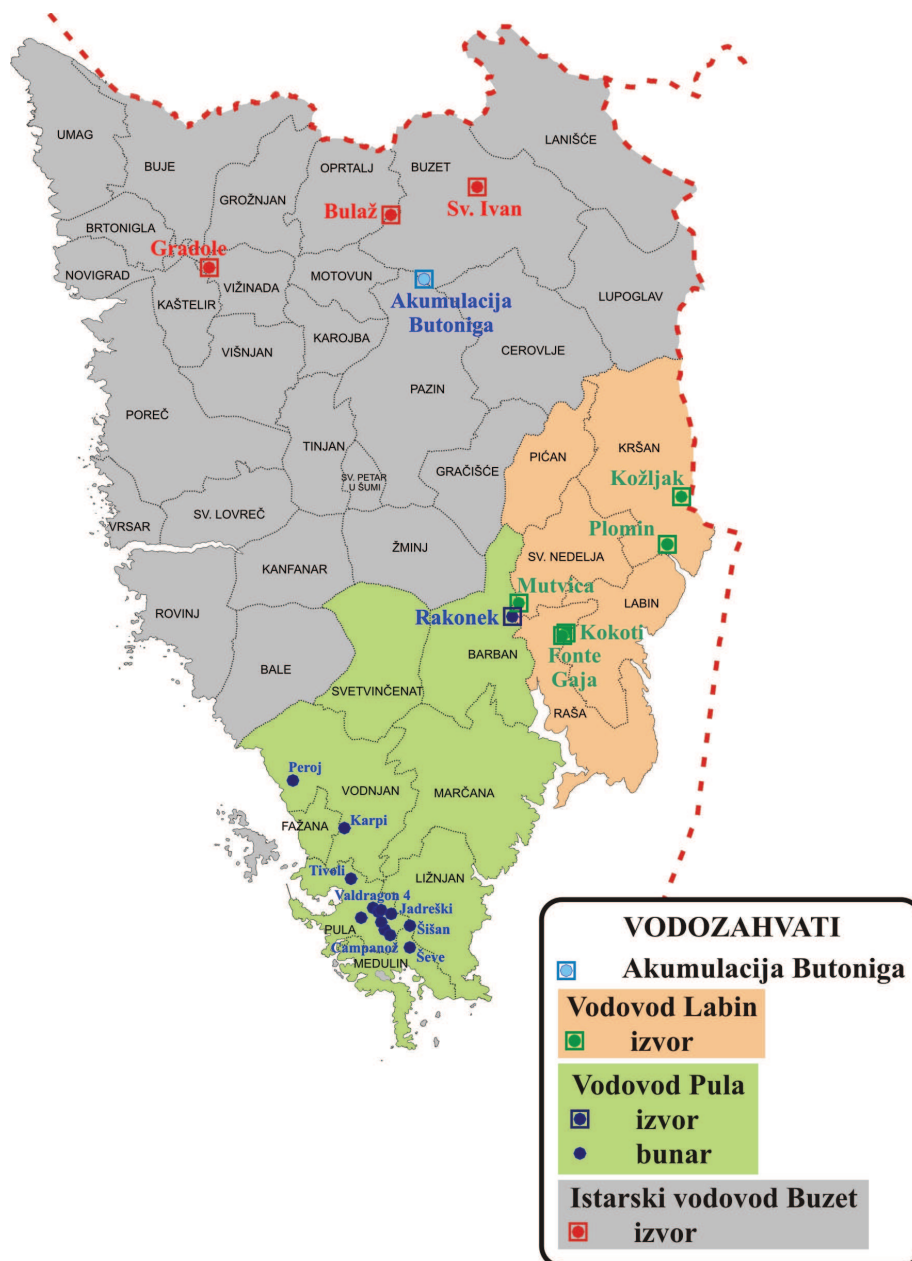 LANIŠĆE
UMAG
BUJE
OPRTALJ
BUZET
GROŽNJAN
Bulaž
Sv. Ivan
BRTONIGLA
Gradole
NOVIGRAD
VIŽINADA
MOTOVUN
LUPOGLAV
KAŠTELIR
Akumulacija
Butoniga
KAROJBA
VIŠNJAN
CEROVLJE
PAZIN
POREČ
TINJAN
GRAČIŠĆE
PIĆAN
KRŠAN
SV. PETAR
U ŠUMI
Kožljak
SV. LOVREČ
VRSAR
Plomin
ŽMINJ
SV. NEDELJA
KANFANAR
Mutvica
LABIN
ROVINJ
Rakonek
Kokoti
BARBAN
Fonte
Gaja
BALE
SVETVINČENAT
RAŠA
Peroj
VODNJAN
MARČANA
FAŽANA
Karpi
Tivoli
LIŽNJAN
Valdragon 4
Jadreški
PULA
Šišan
Campanož
Ševe
MEDULIN
VODOZAHVATI
Akumulacija Butoniga
Vodovod Labin
izvor
Vodovod Pula
izvor
bunar
Istarski vodovod Buzet
izvor